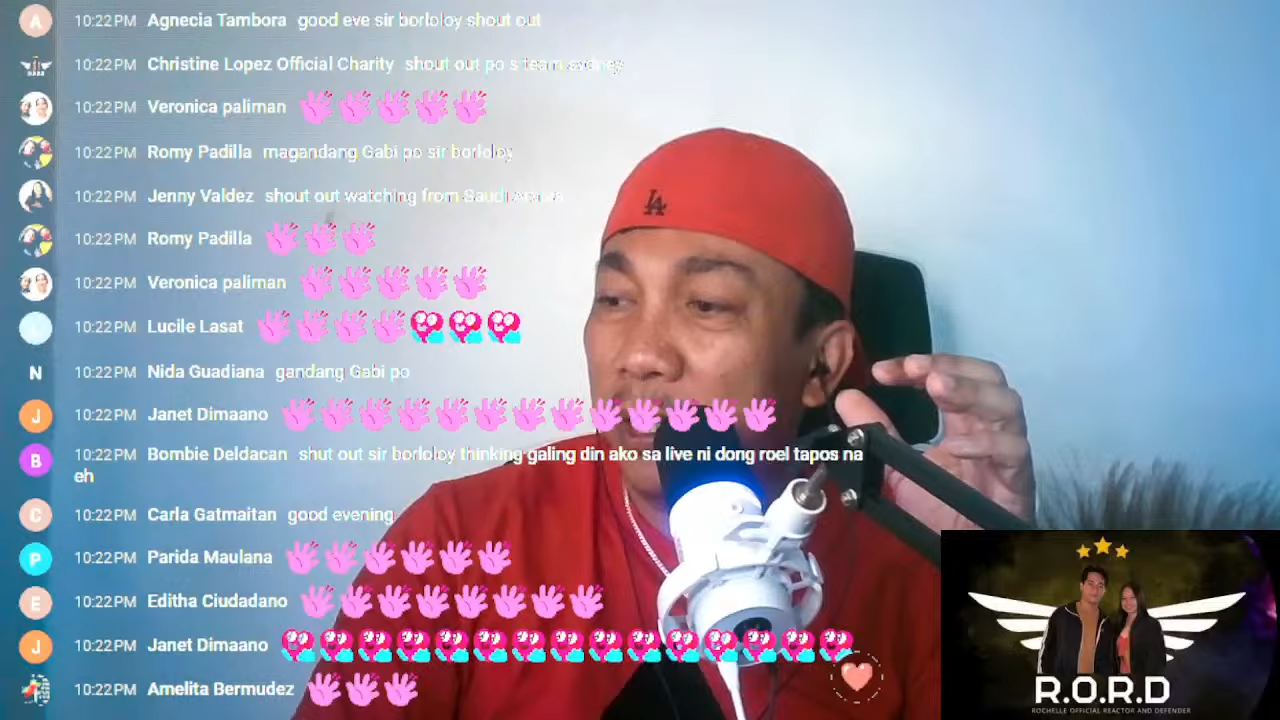 A 10:22 PM Agnecia Tambora good eve sir borloloy shout out
10:22 PM Christine Lopez Official Charity shout out po s team sydney
10:22 PM Veronica paliman
10:22 PM Romy Padilla magandang Gabi po sir borloloy
10:22 PM Jenny Valdez shout out watching from Saudi
10:22 PM Romy Padilla
10:22 PM Veronica paliman
L 10:22 PM Lucile Lasat
N 10:22 PM Nida Guadiana gandang Gabi po
J 10:22 PM Janet Dimaano
B 10:22 PM Bombie Deldacan shut out sir borloloy thinking galing din ako sa live ni dong roel tapos na
eh
C 10:22 PM Carla Gatmaitan good evening
P 10:22 PM Parida Maulana
E 10:22 PM Editha Ciudadano
J 10:22 PM Janet Dimaano
10:22 PM Amelita Bermudez
LA
R.O.R.D
ROCHELLE OFFICIAL REACTOR AND DEFENDER